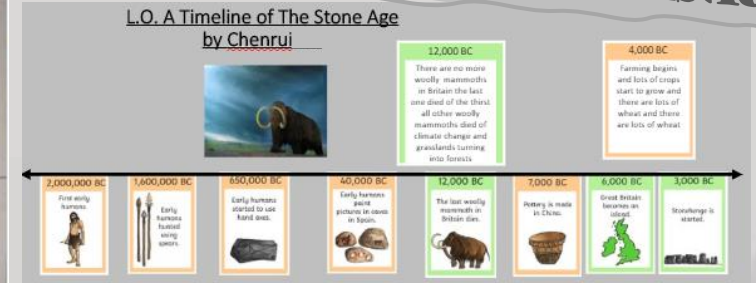 L.O. A Timeline of The Stone Age
by Chenrui
12,000 BC
There are no more
woolly mammoths
in Britain the last
one died of the thirst
all other woolly
mammoths died of
climate change and
grasslands turning
into forests
4,000 BC
Farming begins
and lots of crops
start to grow and
there are lots of
wheat and there
are lots of wheat
2,000,000 BC
First early
humans.
1,600,000 BC
Early
humans
hunted
using
spears.
650,000 BC
Early humans
started to use
hand axes.
40,000 BC
Early humans
paint
pictures in caves
in Spain.
12,000 BC
The last woolly
mammoth in
Britain dies.
7,000 BC
Pottery is made
in China.
6,000 BC
Great Britain
becomes an
island.
3,000 BC
Stonehenge is
started.